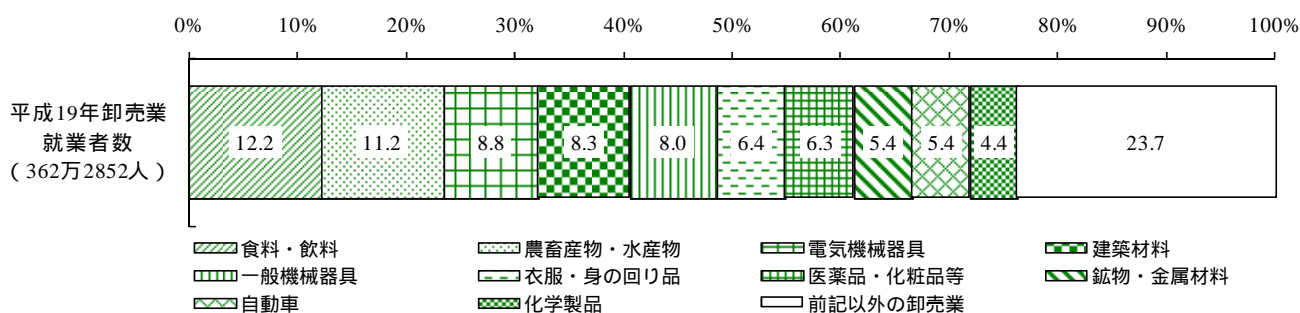 0% 10% 20% 30% 40% 50% 60% 70% 80% 90% 100%
平成19年卸売業
就業者数
(362万2852人)
12.2 11.2 8.8 8.3 8.0 6.4 6.3 5.4 5.4 4.4 23.7
食料・飲料 農畜産物・水産物 電気機械器具 建築材料
一般機械器具 衣服・身の回り品 医薬品・化粧品等 鉱物・金属材料
自動車 化学製品 前記以外の卸売業